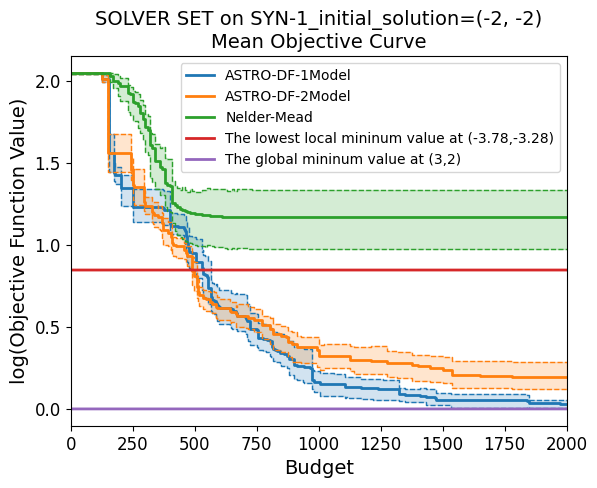 SOLVER SET on SYN-1_initial_solution=(-2, -2)
Mean Objective Curve
ASTRO-DF-1Model
ASTRO-DF-2Model
Nelder-Mead
The lowest local mininum value at (-3.78,-3.28)
The global mininum value at (3,2)
log(Objective Function Value)
2.0
1.5
1.0
0.5
0.0
0 250 500 750 1000 1250 1500 1750 2000
Budget